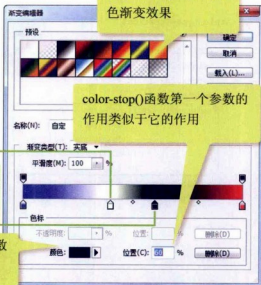 渐变编辑器
色渐变效果
预设
确定
取消
载入(L)...
color-stop()函数第一个参数的
作用类似于它的作用
名称(N): 自定
渐变类型(T): 实底
平滑度(M): 100 %
色标
不透明度: % 位置: % 删除(D)
颜色: 位置(C): 60 % 删除(D)